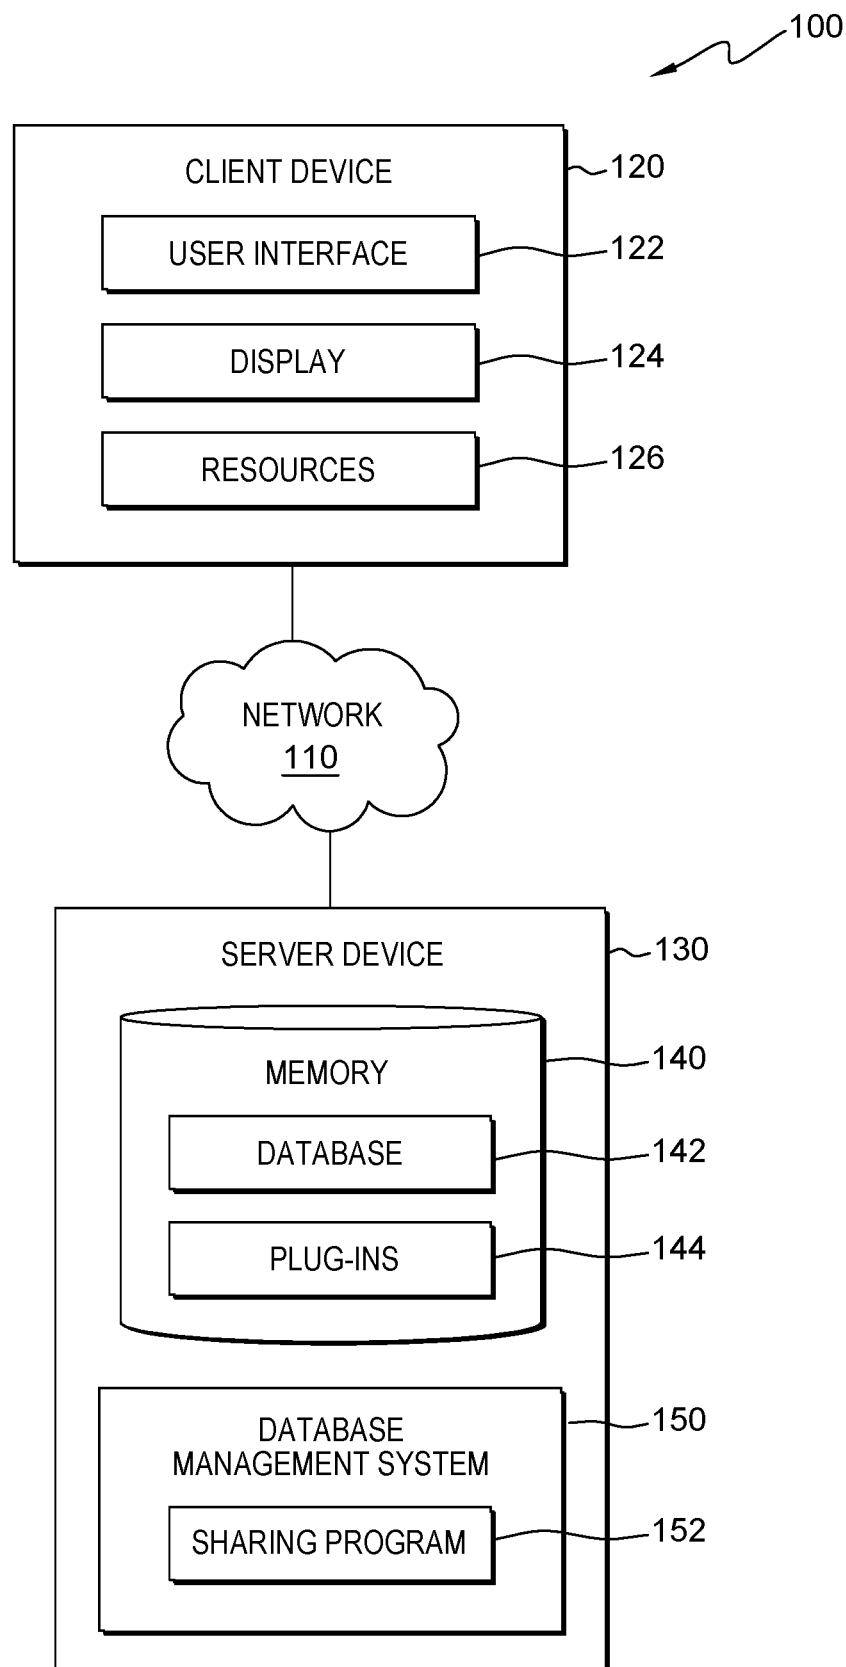 100
CLIENT DEVICE
120
USER INTERFACE
122
DISPLAY
124
RESOURCES
126
NETWORK
110
SERVER DEVICE
130
MEMORY
140
DATABASE
142
PLUG-INS
144
DATABASE
MANAGEMENT SYSTEM
150
SHARING PROGRAM
152